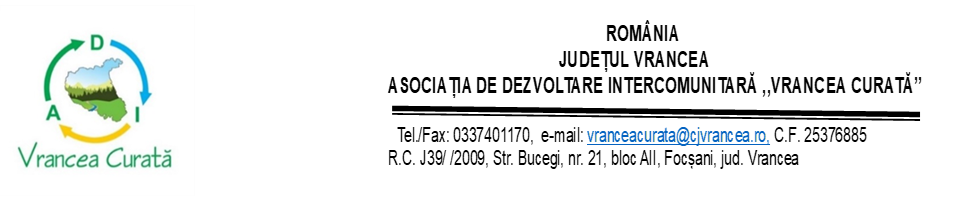 D
A I
Vrancea Curată
ROMÂNIA
JUDEȚUL VRANCEA
ASOCIAȚIA DE DEZVOLTARE INTERCOMUNITARĂ ,,VRANCEA CURATĂ”
Tel./Fax: 0337401170, e-mail: vranceacurata@cjvrancea.ro, C.F. 25376885
R.C. J39/ /2009, Str. Bucegi, nr. 21, bloc AII, Focșani, jud. Vrancea